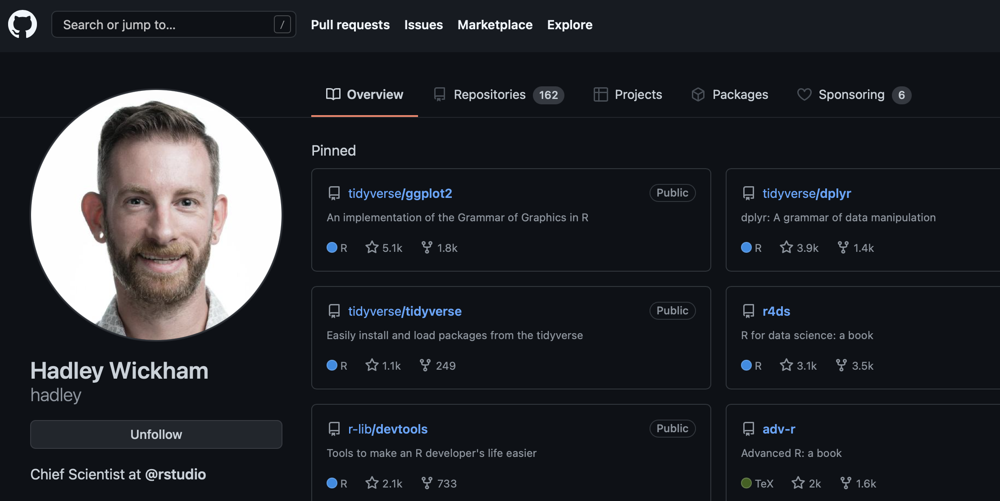 Search or jump to...
/
Pull requests
Issues
Marketplace
Explore
Overview
Repositories 162
Projects
Packages
Sponsoring 6
Hadley Wickham
hadley
Unfollow
Chief Scientist at @rstudio
Pinned
tidyverse/ggplot2
Public
An implementation of the Grammar of Graphics in R
R 5.1k 1.8k
tidyverse/dplyr
dplyr: A grammar of data manipulation
R 3.9k 1.4k
tidyverse/tidyverse
Public
Easily install and load packages from the tidyverse
R 1.1k 249
r4ds
R for data science: a book
R 3.1k 3.5k
r-lib/devtools
Public
Tools to make an R developer's life easier
R 2.1k 733
adv-r
Advanced R: a book
TeX 2k 1.6k